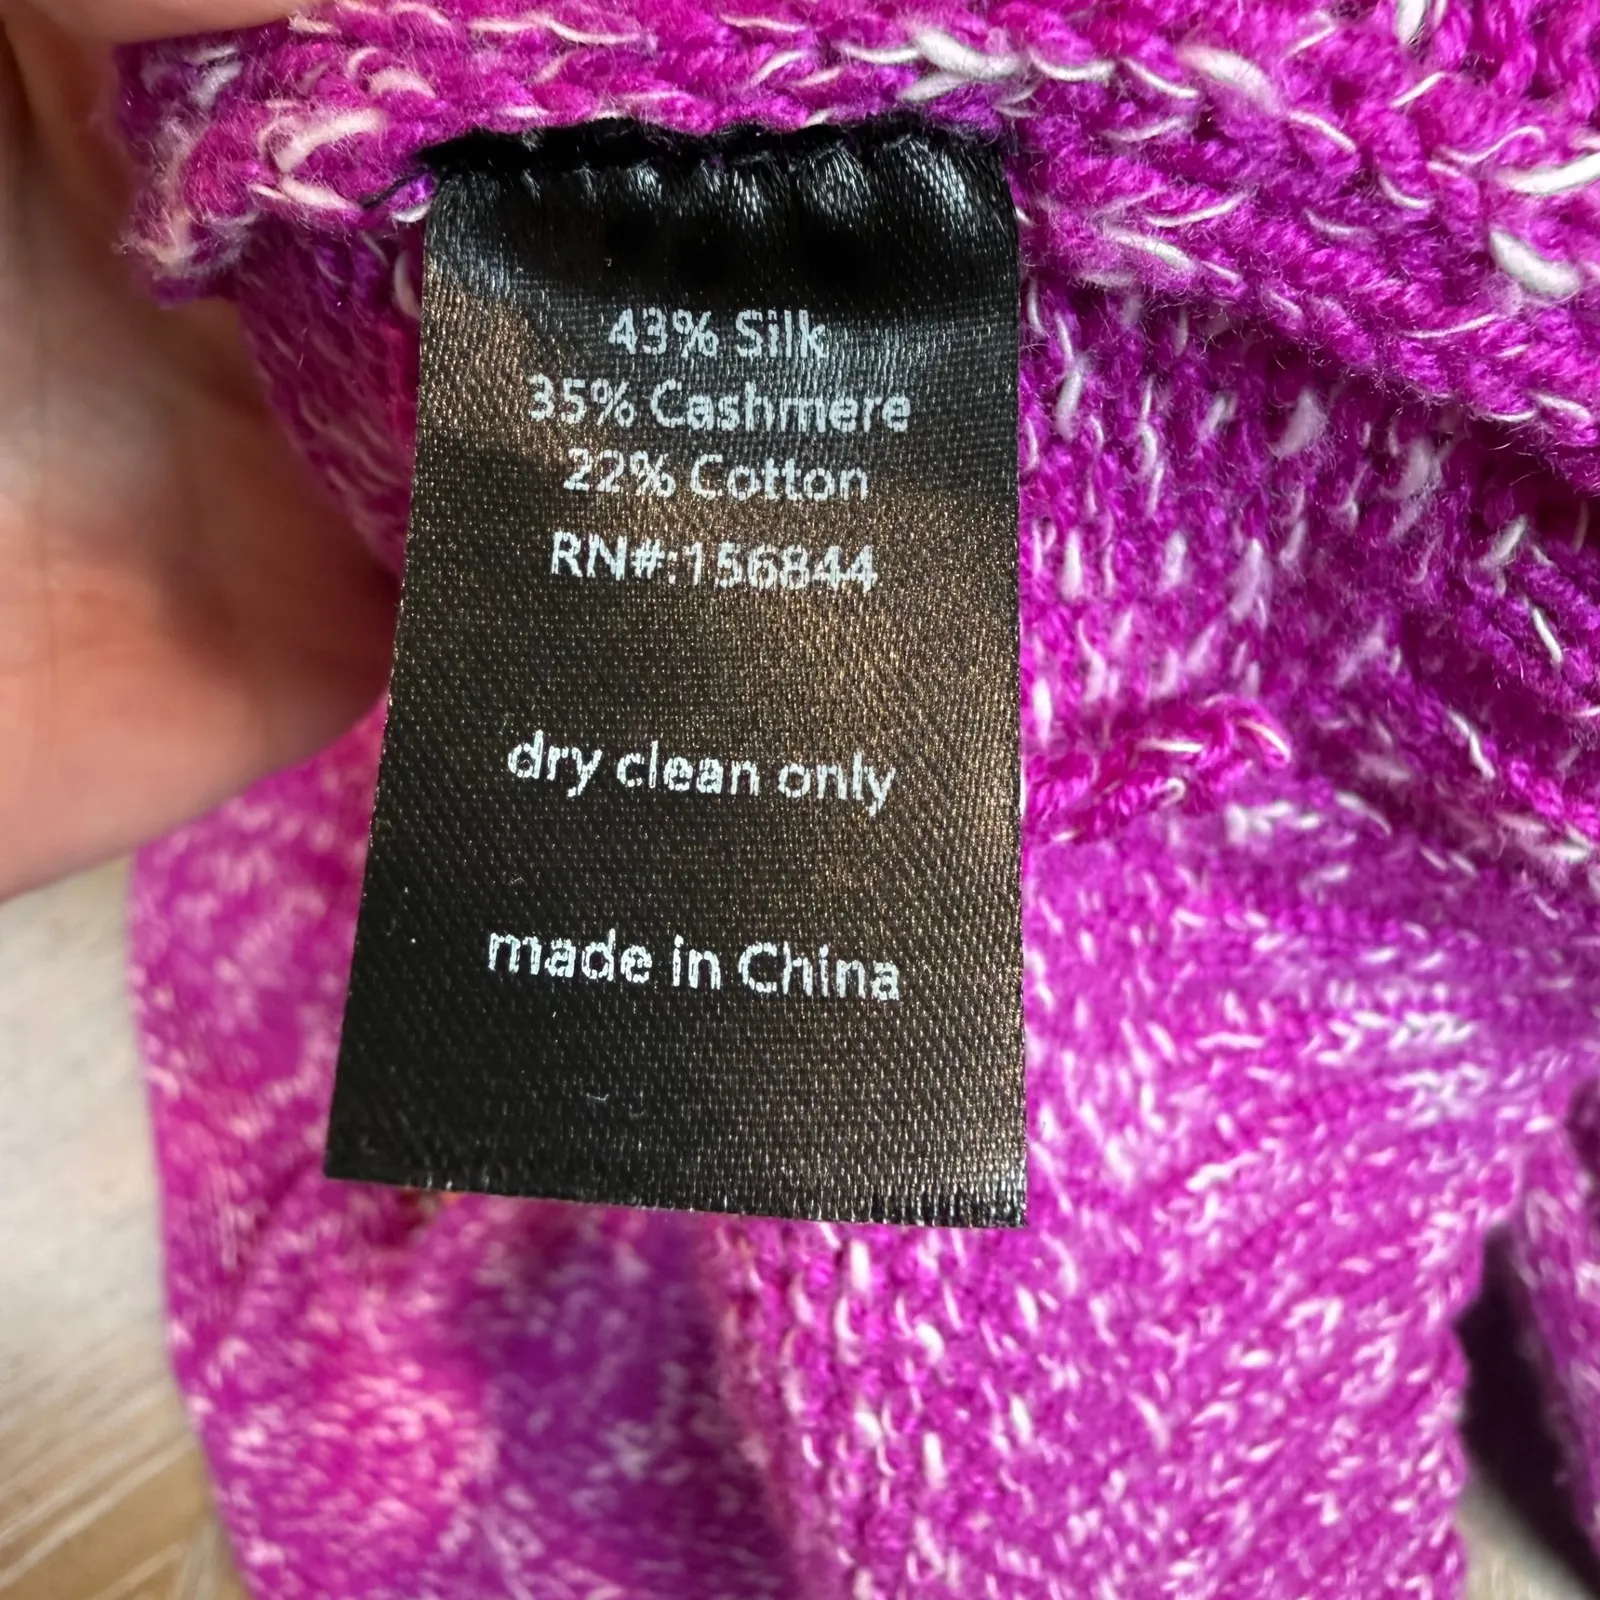 43% Silk
35% Cashmere
22% Cotton
RN#:156844
dry clean only
made in China